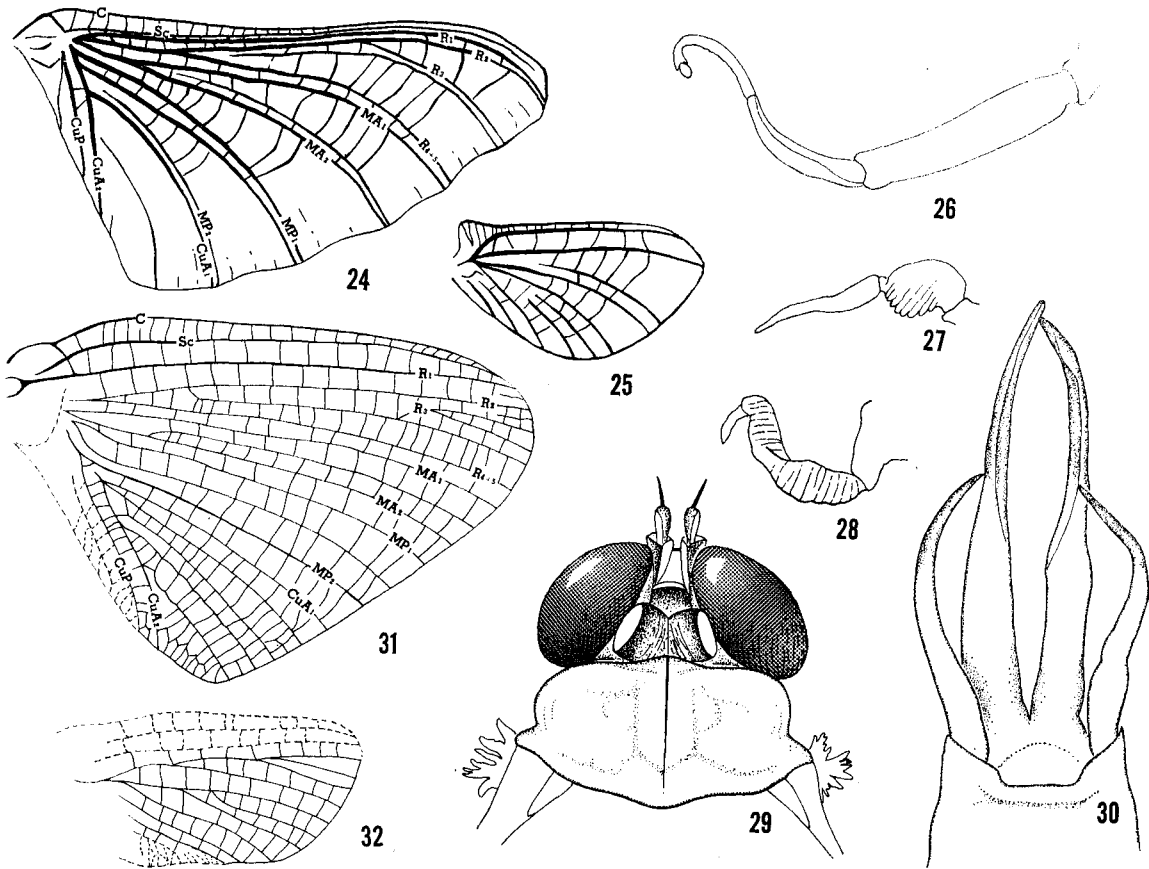 C
Sc
R₁
R₂
R₃
MA₁
R₄₊₅
MA₂
CuP
CuA₂
MP₁
MP₂
CuA₁
24
25
26
27
28
29
30
C
Sc
R₁
R₂
R₃
MA₁
R₄₊₅
MA₂
MP₁
MP₂
CuA₁
CuP
CuA₂
31
32